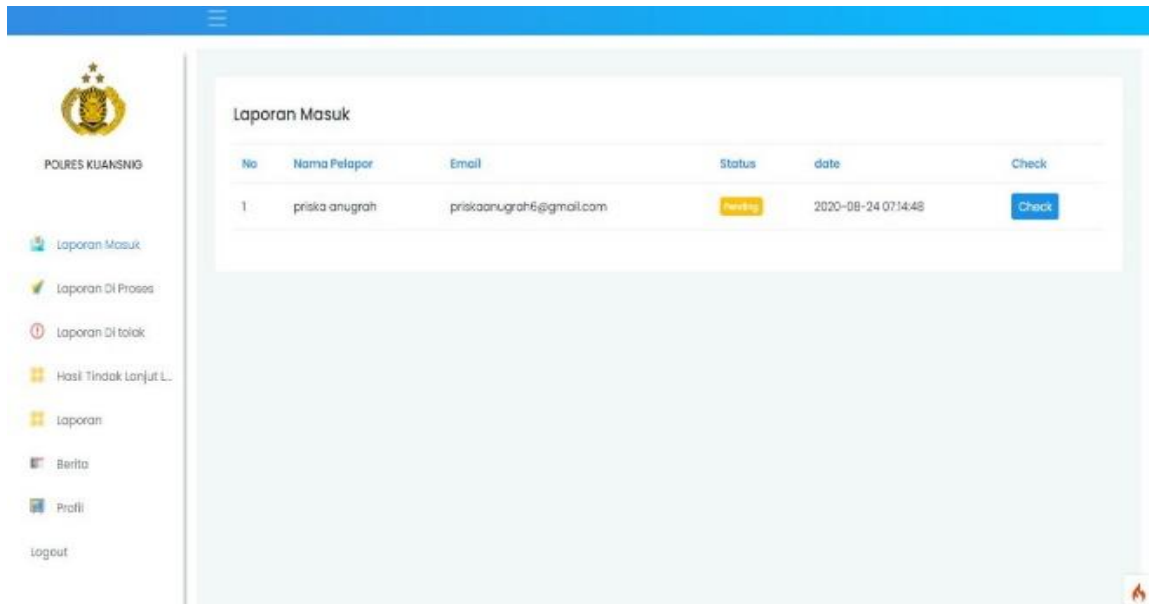 POLRES KUANSNIG
Laporan Masuk
Laporan Di Proses
Laporan Di tolak
Hasil Tindak Lanjut L...
Laporan
Berita
Profil
Logout
Laporan Masuk
No Nama Pelapor Email Status date Check
1 priska anugrah priskaanugrah6@gmail.com Pending 2020-08-24 07:14:48 Check